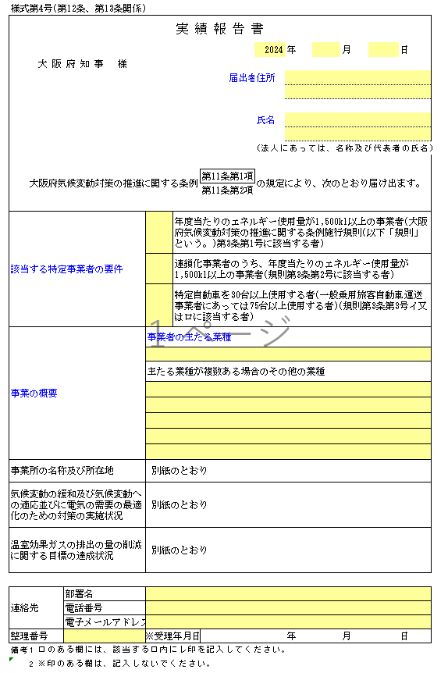 様式第4号(第12条、第13条関係)
実績報告書
2024 年 月 日
大阪府知事 様
届出者住所
氏名
(法人にあっては、名称及び代表者の氏名)
第11条第1項
大阪府気候変動対策の推進に関する条例 の規定により、次のとおり届け出ます。
第11条第2項
年度当たりのエネルギー使用量が1,500kl以上の事業者(大阪
府気候変動対策の推進に関する条例施行規則(以下「規則」
という。)第3条第1号に該当する者)
該当する特定事業者の要件
連鎖化事業者のうち、年度当たりのエネルギー使用量が
1,500kl以上の事業者(規則第3条第2号に該当する者)
特定自動車を30台以上使用する者(一般乗用旅客自動車運送
事業者にあっては75台以上使用する者)(規則第3条第3号イ又
はロに該当する者)
1 ページ
事業者の主たる業種
主たる業種が複数ある場合のその他の業種
事業の概要
事業所の名称及び所在地 別紙のとおり
気候変動の緩和及び気候変動へ
の適応並びに電気の需要の最適
化のための対策の実施状況
別紙のとおり
温室効果ガスの排出の量の削減
に関する目標の達成状況
別紙のとおり
連絡先
部署名
電話番号
電子メールアドレス
整理番号 ※受理年月日 年 月 日
備考1 ロのある欄には、該当する口内にレ印を記入してください。
2 ※印のある欄は、記入しないでください。